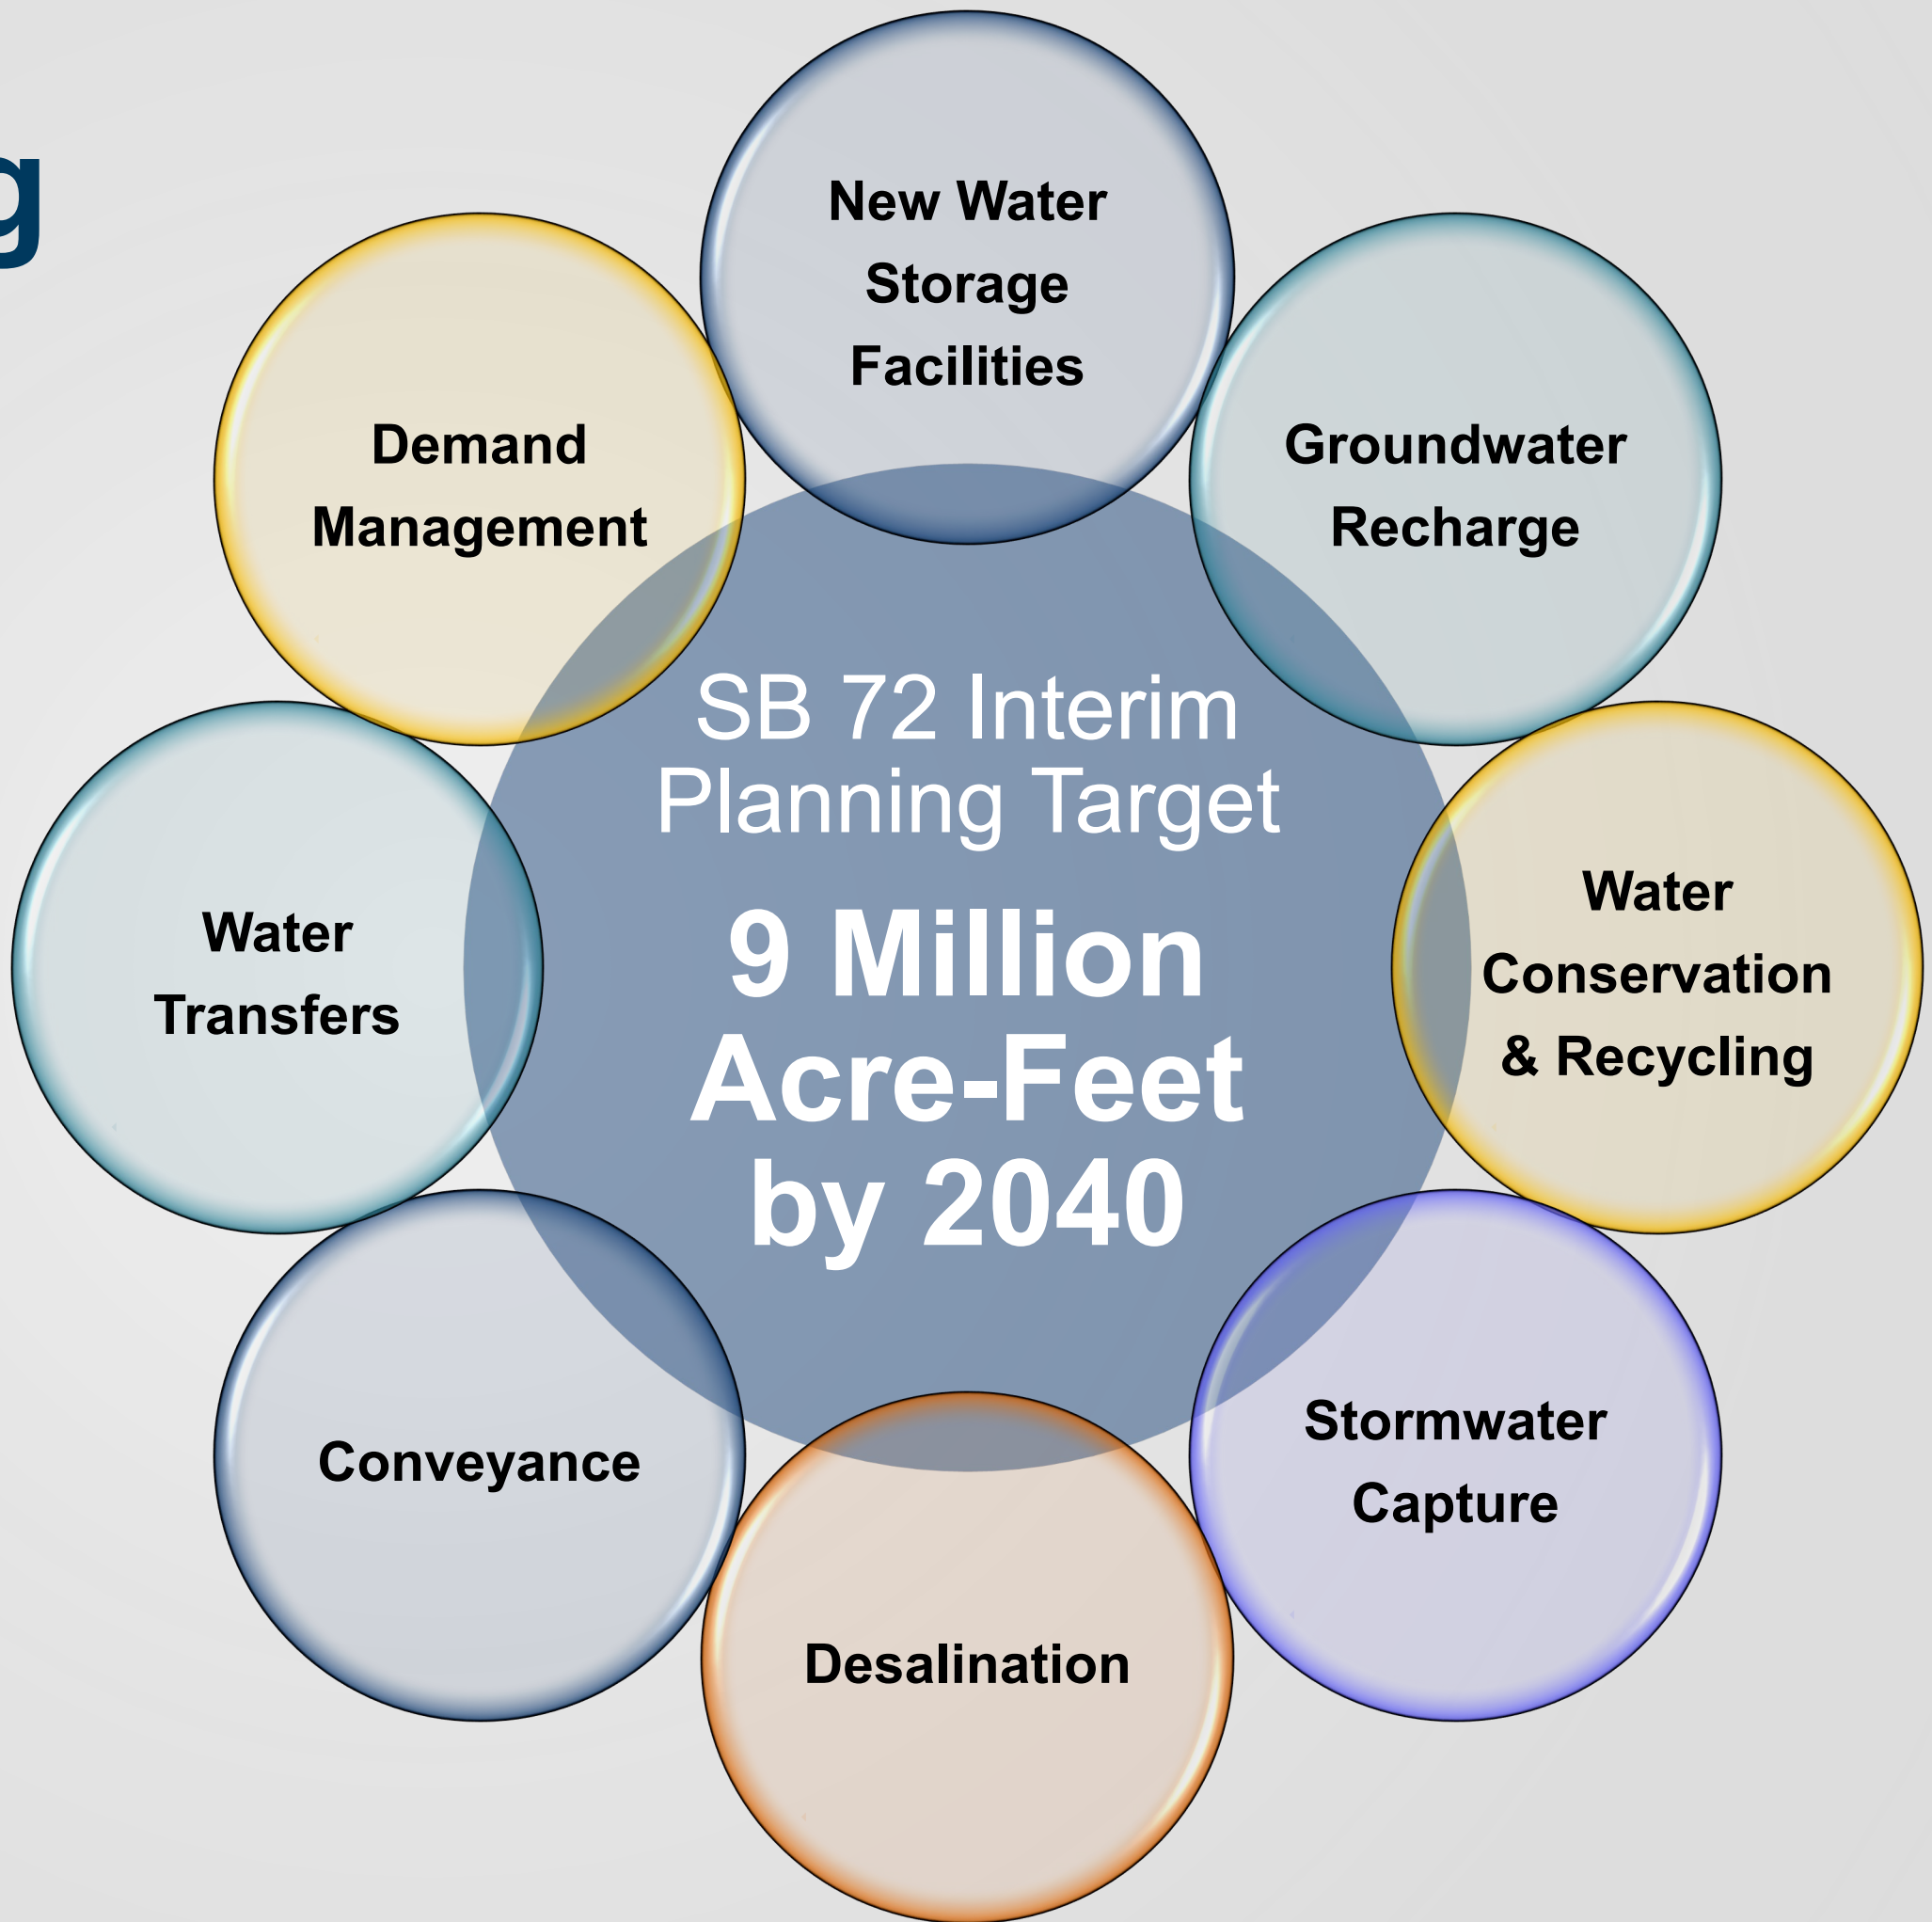 g
New Water
Storage
Facilities
Groundwater
Recharge
Water
Conservation
& Recycling
Stormwater
Capture
Desalination
Conveyance
Water
Transfers
Demand
Management
SB 72 Interim
Planning Target
9 Million
Acre-Feet
by 2040